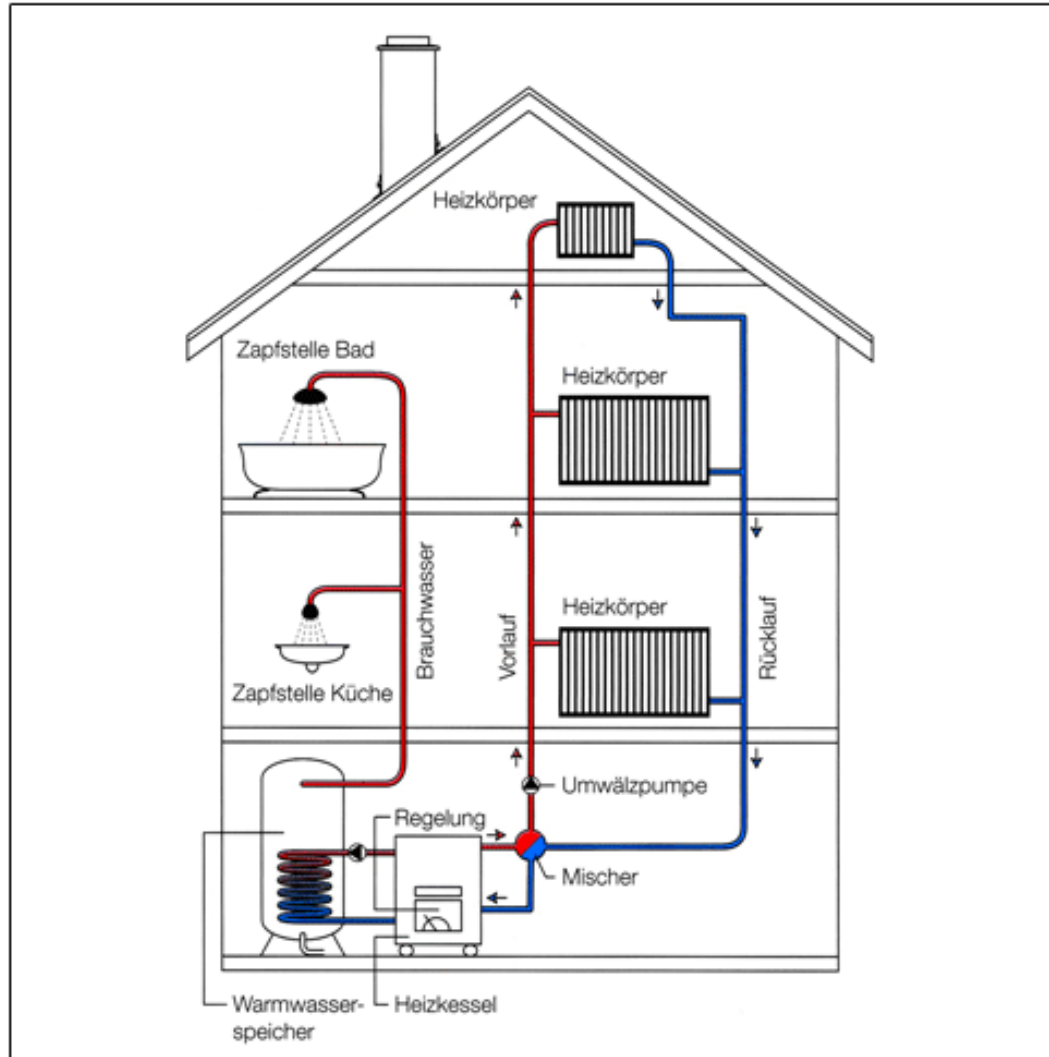 Heizkörper
Zapfstelle Bad
Heizkörper
Brauchwasser
Vorlauf
Heizkörper
Rücklauf
Zapfstelle Küche
Umwälzpumpe
Regelung
Mischer
Warmwasser-
speicher
Heizkessel